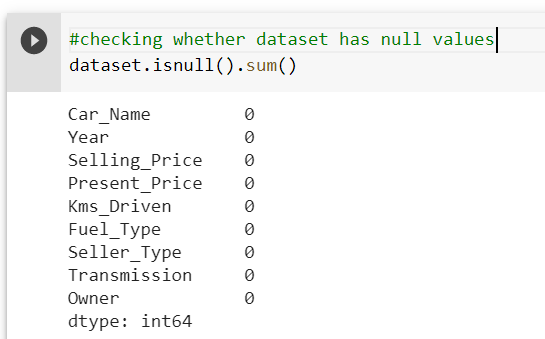 #checking whether dataset has null values
dataset.isnull().sum()
Car_Name 0
Year 0
Selling_Price 0
Present_Price 0
Kms_Driven 0
Fuel_Type 0
Seller_Type 0
Transmission 0
Owner 0
dtype: int64